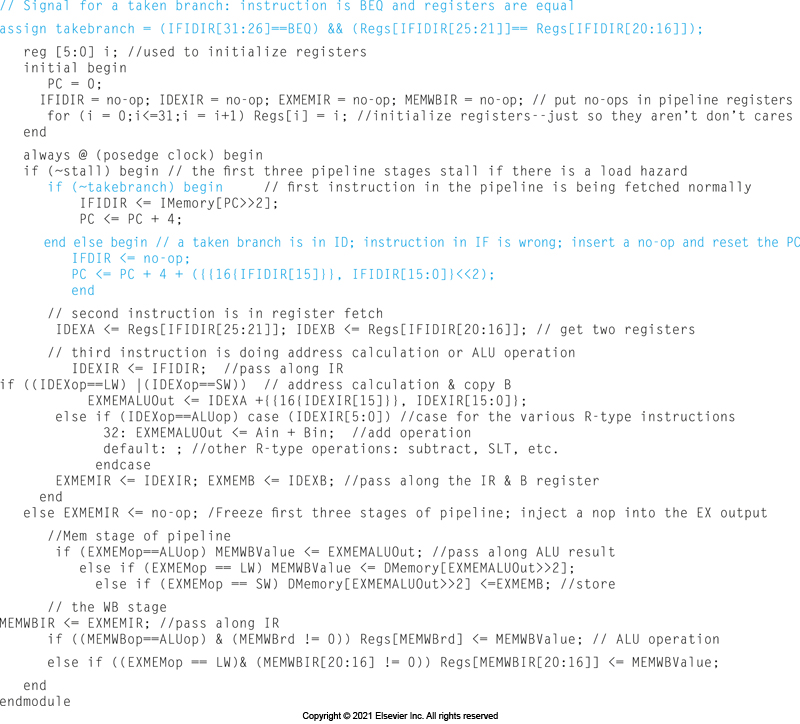 // Signal for a taken branch: instruction is BEQ and registers are equal
assign takebranch = (IFIDIR[31:26]==BEQ) && (Regs[IFIDIR[25:21]]== Regs[IFIDIR[20:16]]);
reg [5:0] i; //used to initialize registers
initial begin
PC = 0;
IFIDIR = no-op; IDEXIR = no-op; EXMEMIR = no-op; MEMWBIR = no-op; // put no-ops in pipeline registers
for (i = 0;i<=31;i = i+1) Regs[i] = i; //initialize registers--just so they aren’t don’t cares
end
always @ (posedge clock) begin
if (~stall) begin // the first three pipeline stages stall if there is a load hazard
if (~takebranch) begin // first instruction in the pipeline is being fetched normally
IFIDIR <= IMemory[PC>>2];
PC <= PC + 4;
end else begin // a taken branch is in ID; instruction in IF is wrong; insert a no-op and reset the PC
IFDIR <= no-op;
PC <= PC + 4 + ({{16{IFIDIR[15]}}, IFIDIR[15:0]}<<2);
end
// second instruction is in register fetch
IDEXA <= Regs[IFIDIR[25:21]]; IDEXB <= Regs[IFIDIR[20:16]]; // get two registers
// third instruction is doing address calculation or ALU operation
IDEXIR <= IFIDIR; //pass along IR
if ((IDEXop==LW) |(IDEXop==SW)) // address calculation & copy B
EXMEMALUOut <= IDEXA +{{16{IDEXIR[15]}}, IDEXIR[15:0]};
else if (IDEXop==ALUop) case (IDEXIR[5:0]) //case for the various R-type instructions
32: EXMEMALUOut <= Ain + Bin; //add operation
default: ; //other R-type operations: subtract, SLT, etc.
endcase
EXMEMIR <= IDEXIR; EXMEMB <= IDEXB; //pass along the IR & B register
end
else EXMEMIR <= no-op; /Freeze first three stages of pipeline; inject a nop into the EX output
//Mem stage of pipeline
if (EXMEMop==ALUop) MEMWBValue <= EXMEMALUOut; //pass along ALU result
else if (EXMEMop == LW) MEMWBValue <= DMemory[EXMEMALUOut>>2];
else if (EXMEMop == SW) DMemory[EXMEMALUOut>>2] <=EXMEMB; //store
// the WB stage
MEMWBIR <= EXMEMIR; //pass along IR
if ((MEMWBop==ALUop) & (MEMWBrd != 0)) Regs[MEMWBrd] <= MEMWBValue; // ALU operation
else if ((EXMEMop == LW)& (MEMWBIR[20:16] != 0)) Regs[MEMWBIR[20:16]] <= MEMWBValue;
end
endmodule
Copyright © 2021 Elsevier Inc. All rights reserved